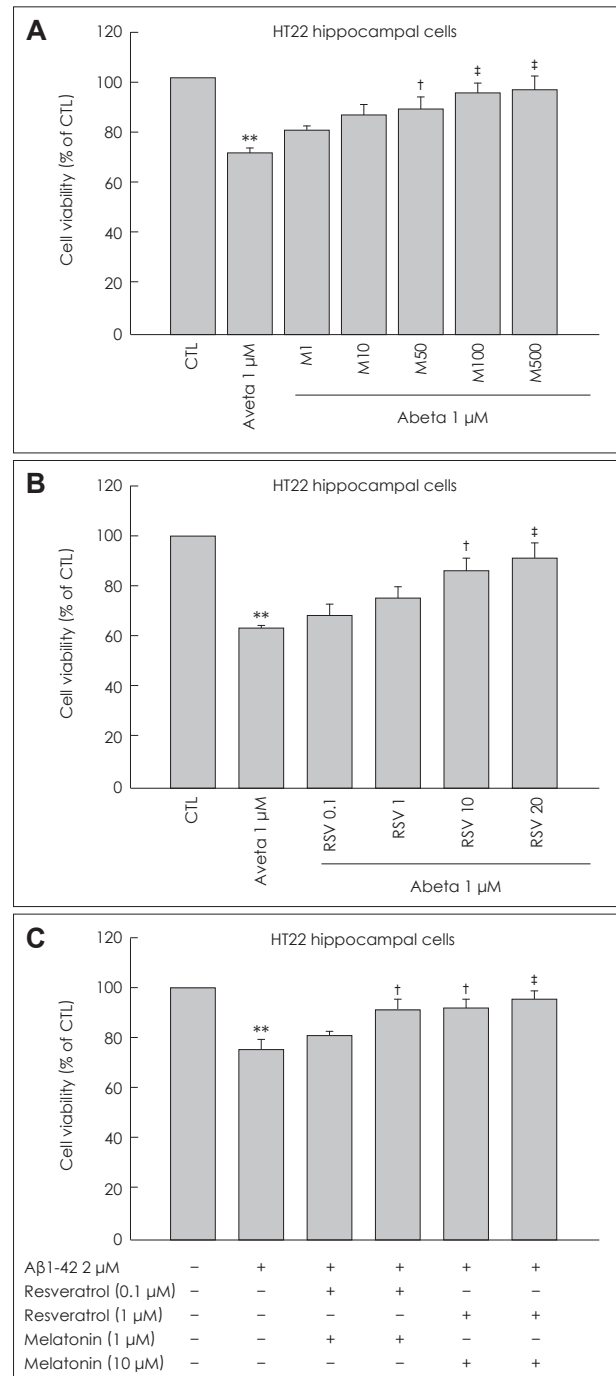 A
HT22 hippocampal cells
Cell viability (% of CTL)
120
100
80
60
40
20
0
**
†
‡
‡
CTL
Aveta 1 µM
M1
M10
M50
M100
M500
Abeta 1 µM
B
HT22 hippocampal cells
Cell viability (% of CTL)
120
100
80
60
40
20
0
**
†
‡
CTL
Aveta 1 µM
RSV 0.1
RSV 1
RSV 10
RSV 20
Abeta 1 µM
C
HT22 hippocampal cells
Cell viability (% of CTL)
120
100
80
60
40
20
0
**
†
†
‡
Aβ1-42 2 µM – + + + + +
Resveratrol (0.1 µM) – – + + – –
Resveratrol (1 µM) – – – – + +
Melatonin (1 µM) – – + + – –
Melatonin (10 µM) – – – – + +